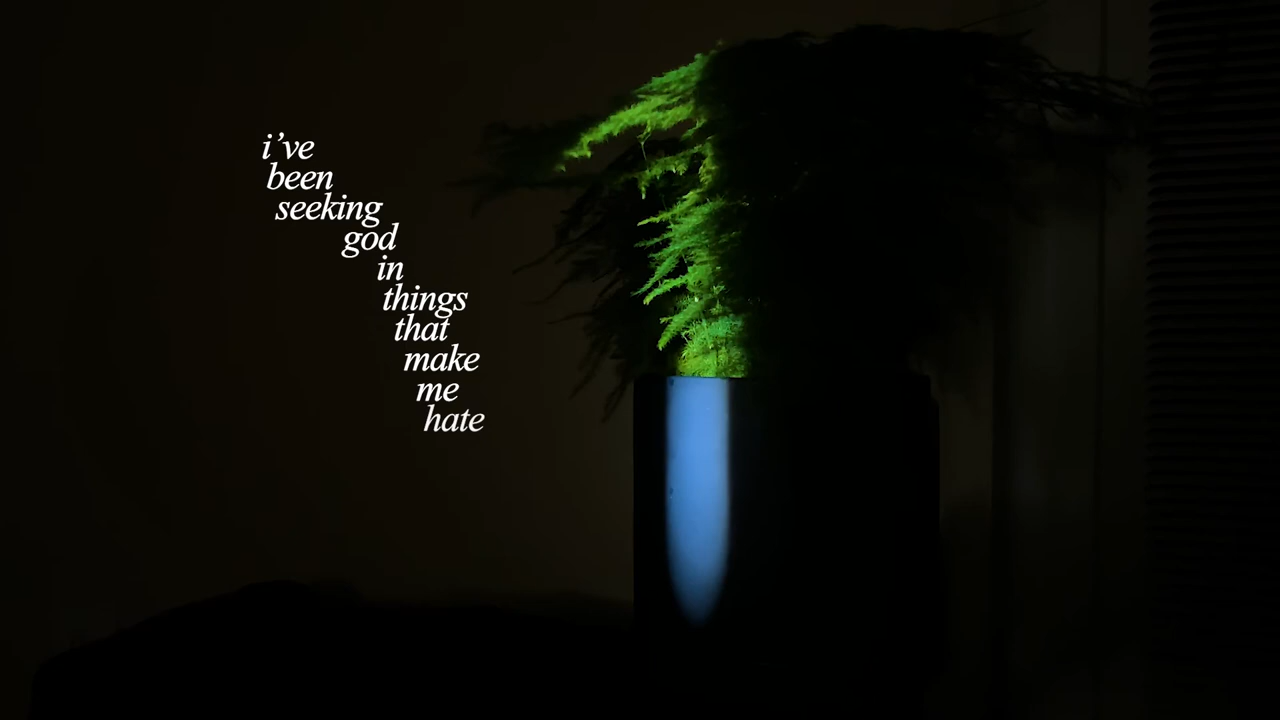 i’ve
been
seeking
god
in
things
that
make
me
hate